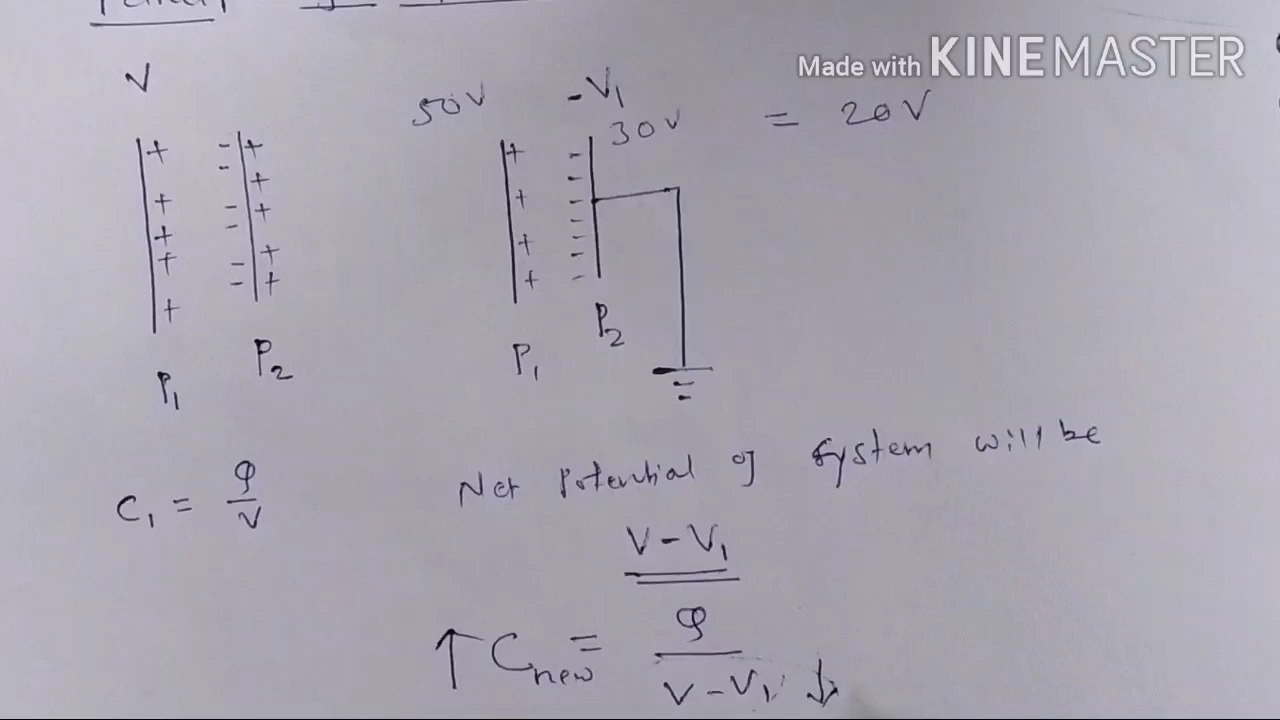 Made with KINEMASTER
V
50V -V₁
30V = 20V
+ - - +
+
+ - - +
+
+ - - +
+
+ - - - -
+ - -
+ -
+
P₁ P₂
P₁ P₂
C₁ = Q/V
Net Potential of system will be
V - V₁
↑ Cnew = Q/V - V₁ ↓